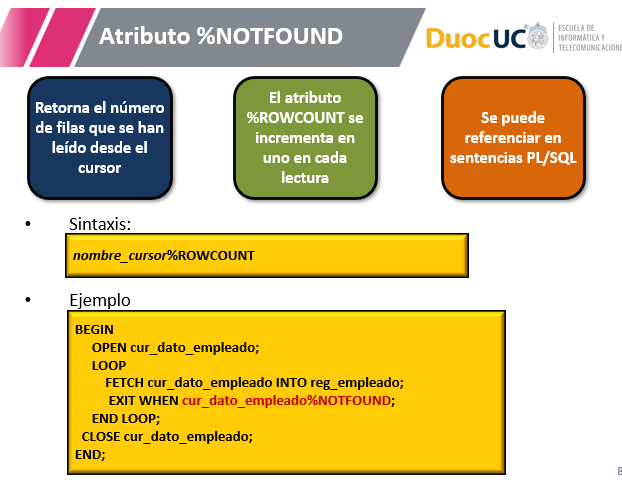 Atributo %NOTFOUND
DuocUC
ESCUELA DE
INFORMÁTICA Y
TELECOMUNICACIONE
Retorna el número
de filas que se han
leído desde el
cursor
El atributo
%ROWCOUNT se
incrementa en
uno en cada
lectura
Se puede
referenciar en
sentencias PL/SQL
• Sintaxis:
nombre_cursor%ROWCOUNT
• Ejemplo
BEGIN
OPEN cur_dato_empleado;
LOOP
FETCH cur_dato_empleado INTO reg_empleado;
EXIT WHEN cur_dato_empleado%NOTFOUND;
END LOOP;
CLOSE cur_dato_empleado;
END;
8